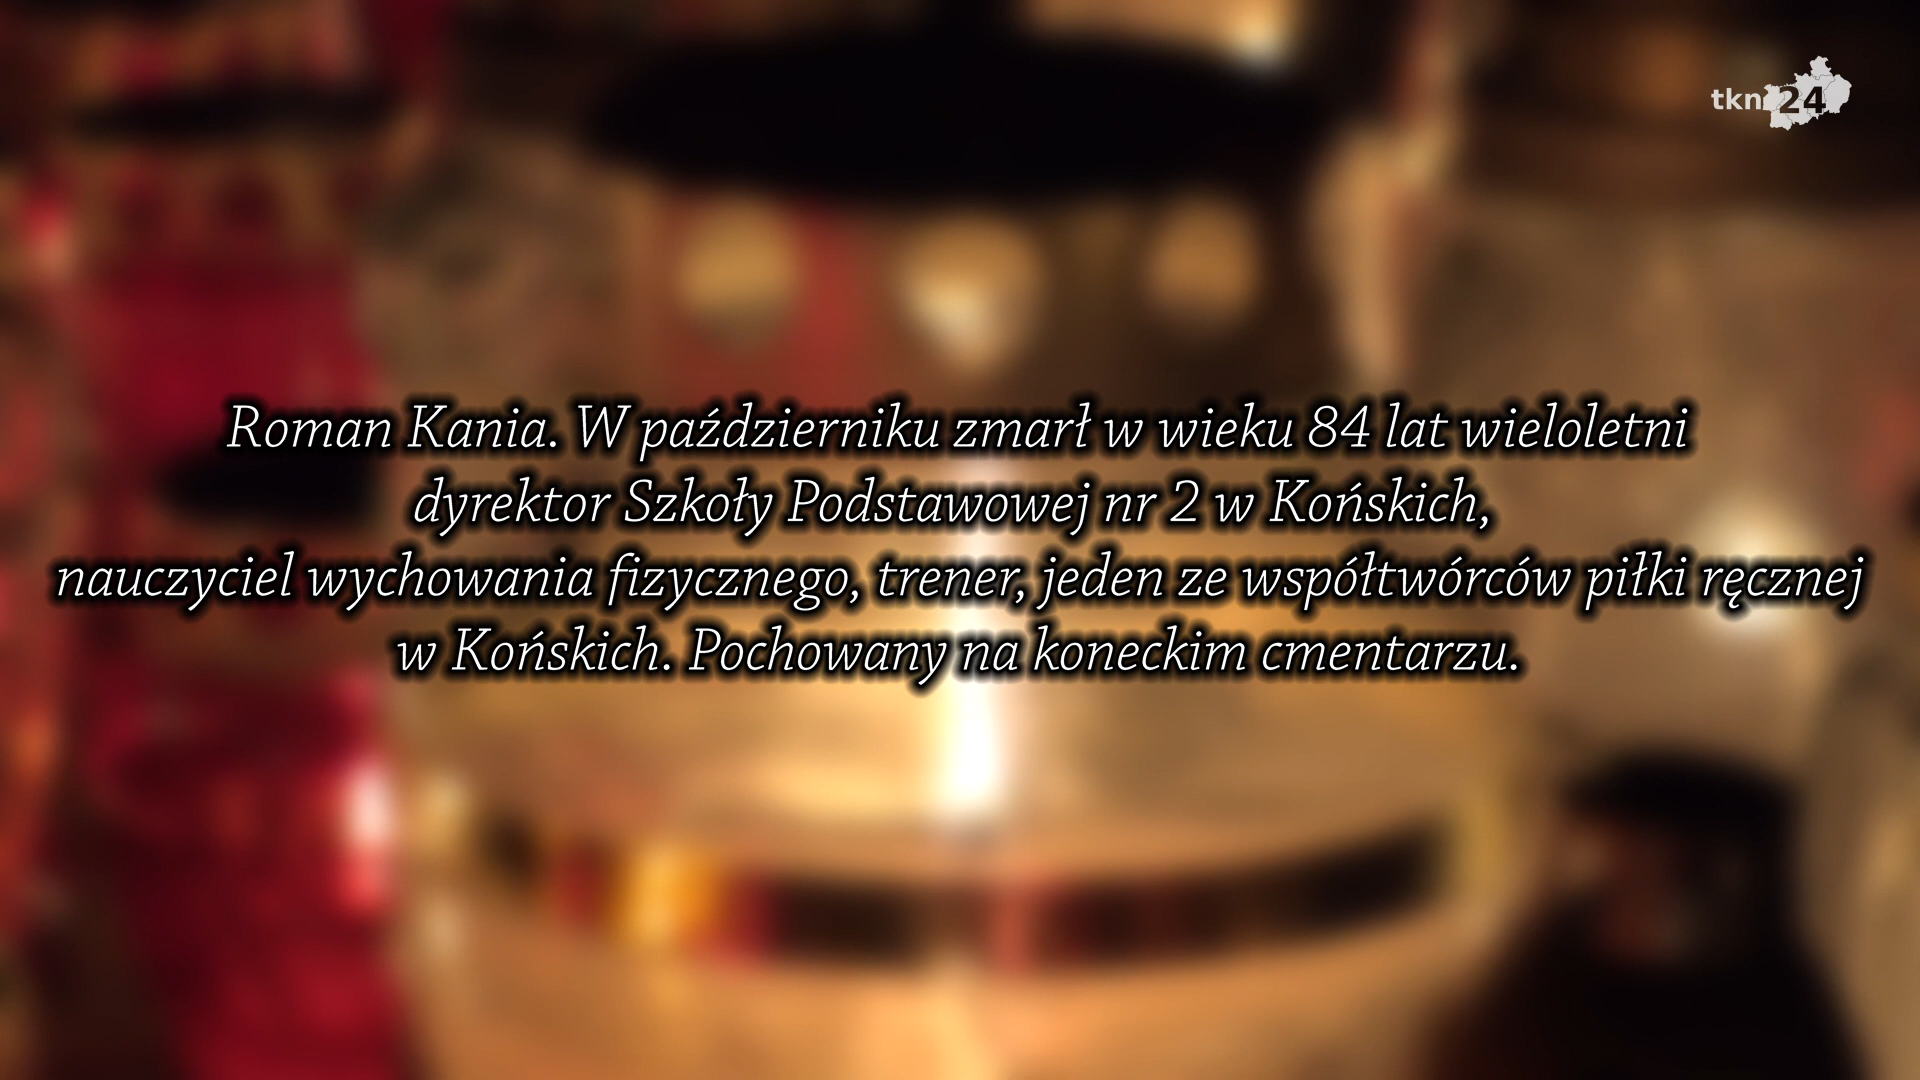 tkn 24
Roman Kania. W październiku zmarł w wieku 84 lat wieloletni
dyrektor Szkoły Podstawowej nr 2 w Końskich,
nauczyciel wychowania fizycznego, trener, jeden ze współtwórców piłki ręcznej
w Końskich. Pochowany na koneckim cmentarzu.